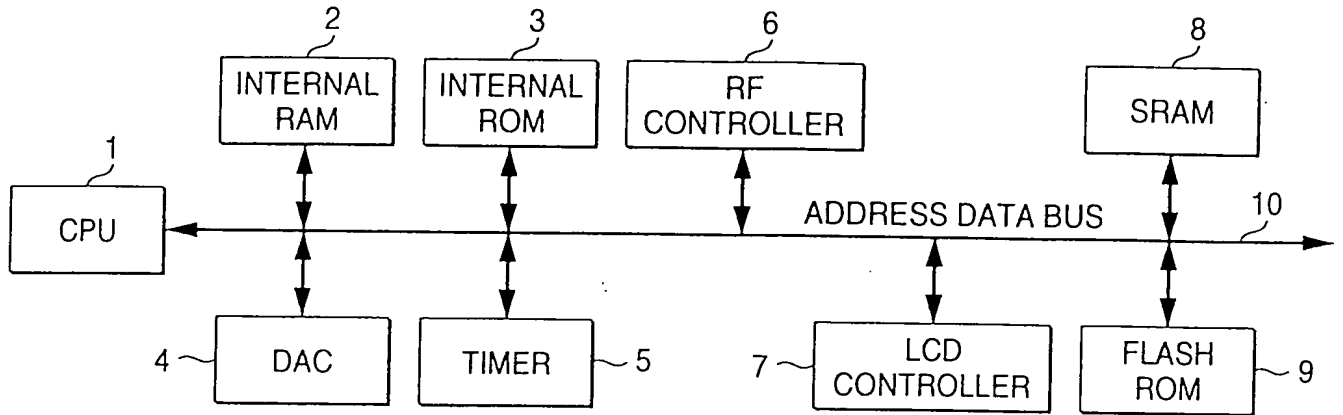 2
3
6
8
INTERNAL
RAM
INTERNAL
ROM
RF
CONTROLLER
SRAM
1
CPU
ADDRESS DATA BUS
10
4
DAC
TIMER
5
7
LCD
CONTROLLER
FLASH
ROM
9